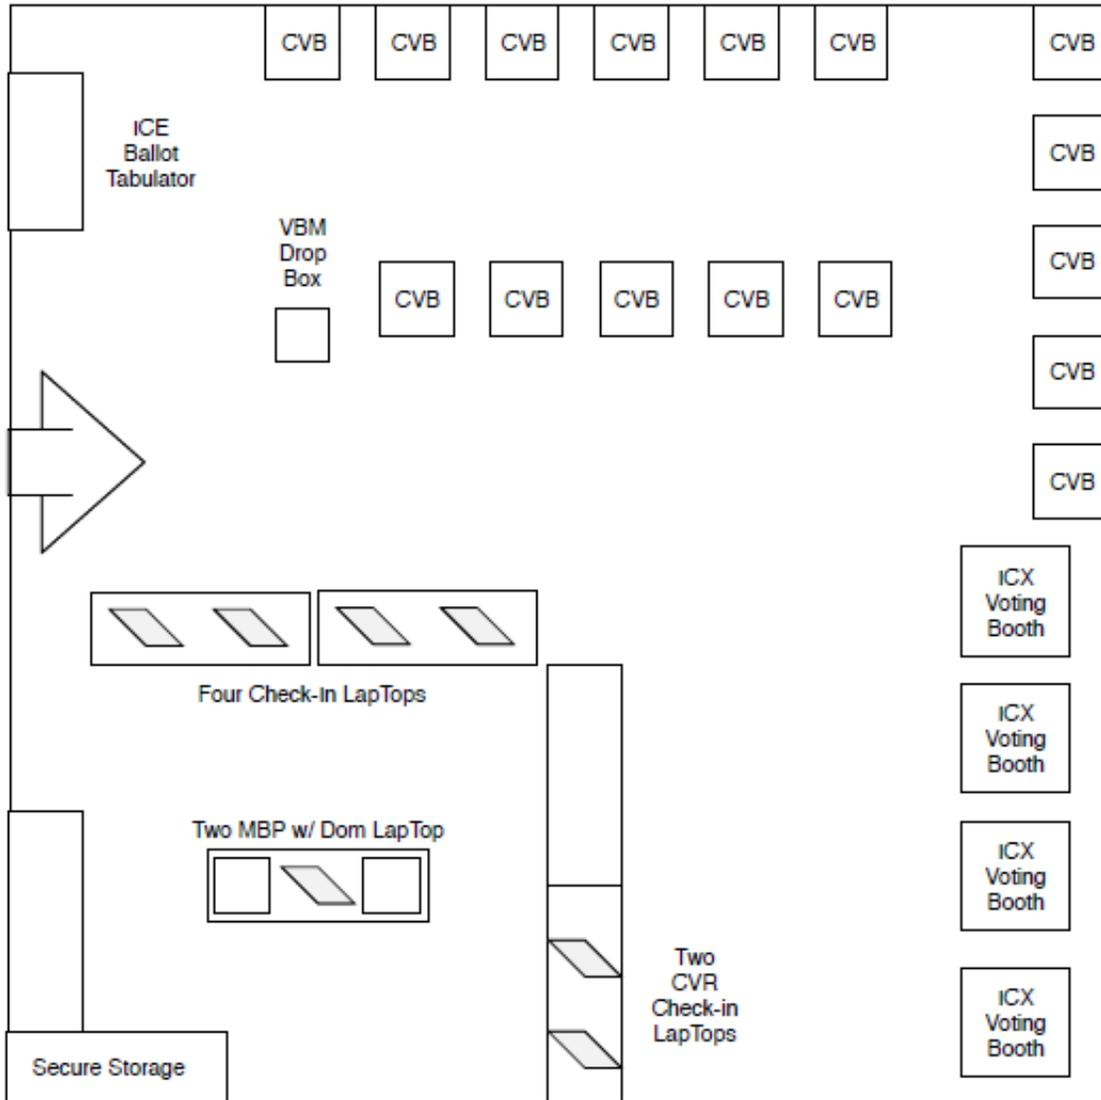 CVB
CVB
CVB
CVB
CVB
CVB
CVB
ICE
Ballot
Tabulator
CVB
VBM
Drop
Box
CVB
CVB
CVB
CVB
CVB
CVB
CVB
CVB
ICX
Voting
Booth
Four Check-in LapTops
ICX
Voting
Booth
Two MBP w/ Dom LapTop
ICX
Voting
Booth
Two
CVR
Check-in
LapTops
ICX
Voting
Booth
Secure Storage